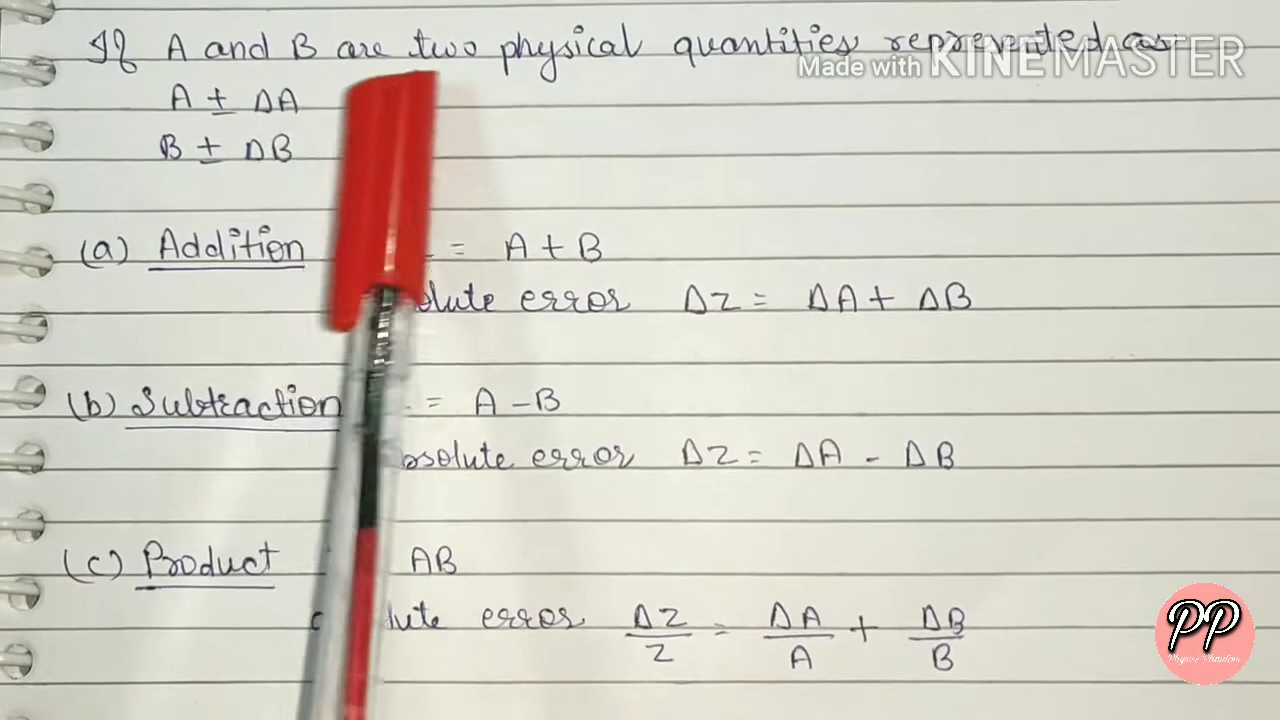 If A and B are two physical quantities represented as
Made with KINEMASTER
A ± ΔA
B ± ΔB
(a) Addition = A + B
olute error ΔZ = ΔA + ΔB
(b) Subtraction = A - B
bsolute error ΔZ = ΔA - ΔB
(c) Product AB
lute error ΔZ/Z = ΔA/A + ΔB/B
PP